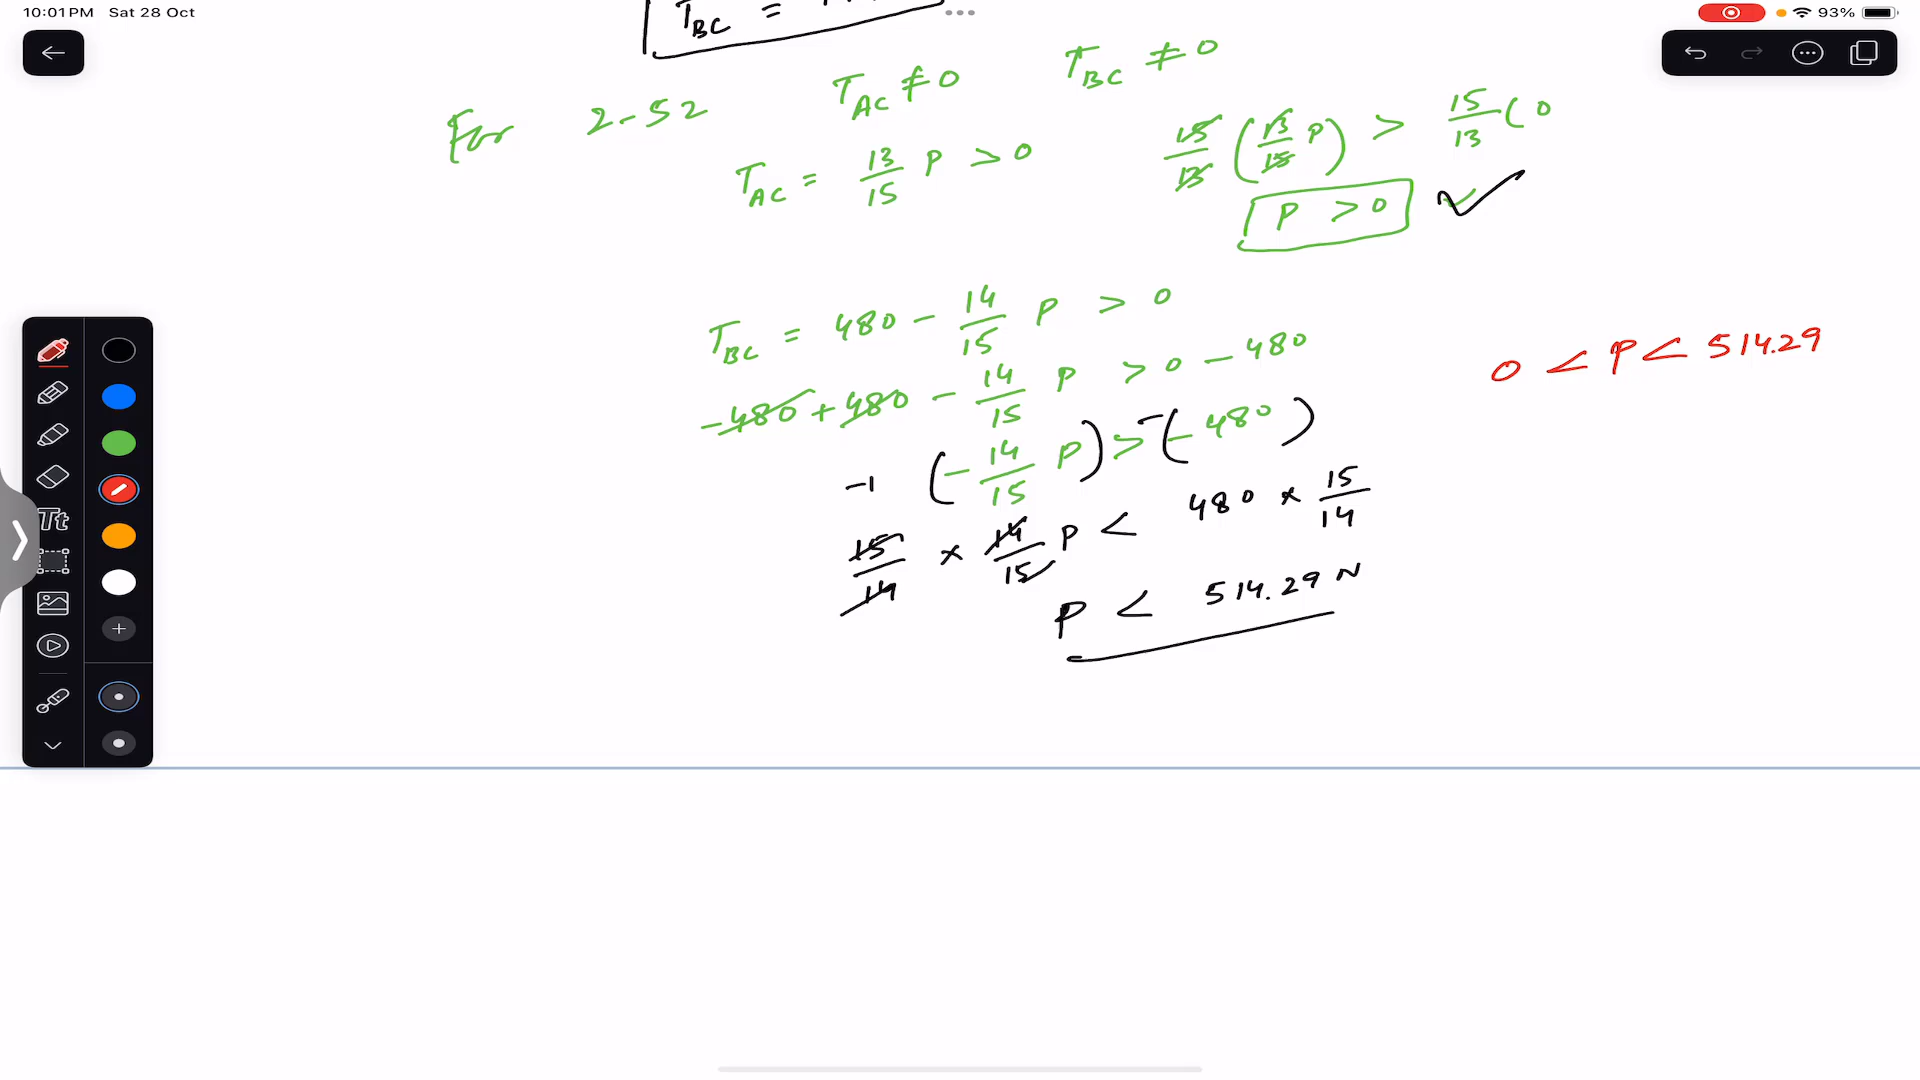 10:01 PM Sat 28 Oct
93%
T_BC =
For 2-52 T_AC ≠ 0 T_BC ≠ 0
T_AC = 13/15 P > 0 15/13 (13/15 P) > 15/13 ( 0
P > 0 ✓
T_BC = 480 - 14/15 P > 0
-480 + 480 - 14/15 P > 0 - 480
-1 (- 14/15 P) > -(- 480)
15/14 × 14/15 P < 480 × 15/14
P < 514.29 N
0 < P < 514.29
Tt